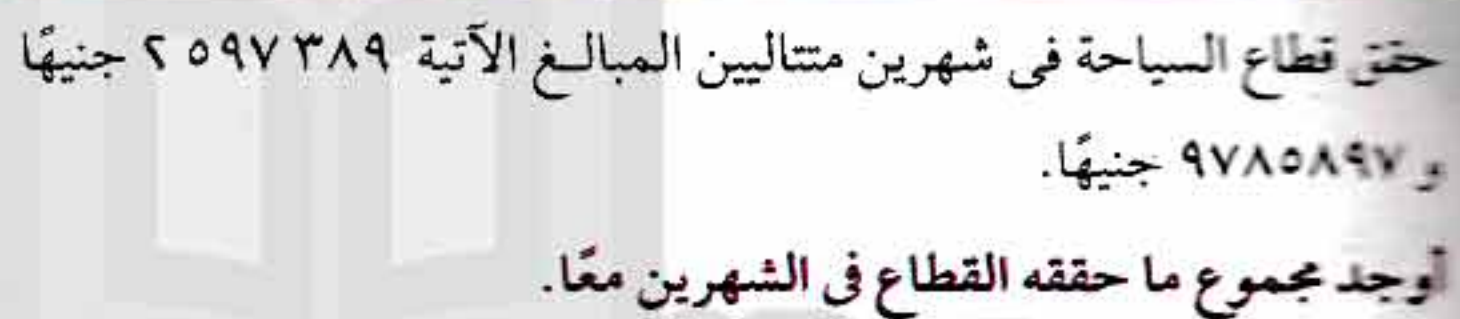 حقق قطاع السياحة فى شهرين متتاليين المبالغ الآتية ٣٨٩ ٥٩٧ ٢ جنيهًا
و ٩٧٨٥٨٩٧ جنيهًا.
أوجد مجموع ما حققه القطاع فى الشهرين معًا.